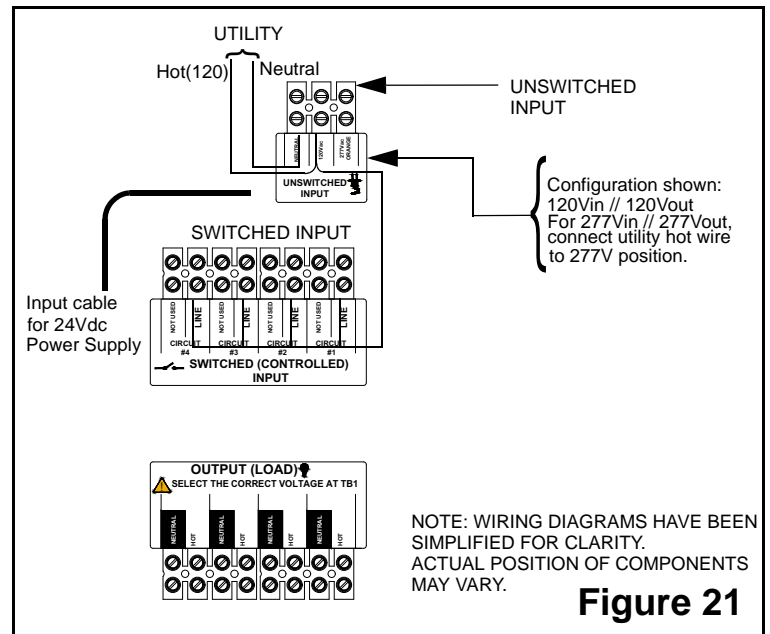 UTILITY
Hot(120) Neutral
UNSWITCHED
INPUT
NEUTRAL
120Vac
277Vac
ORANGE
UNSWITCHED
INPUT
Configuration shown:
120Vin // 120Vout
For 277Vin // 277Vout,
connect utility hot wire
to 277V position.
SWITCHED INPUT
Input cable
for 24Vdc
Power Supply
NOT USED LINE NOT USED LINE NOT USED LINE NOT USED LINE
CIRCUIT CIRCUIT CIRCUIT CIRCUIT
#4 #3 #2 #1
SWITCHED (CONTROLLED)
INPUT
OUTPUT (LOAD)
SELECT THE CORRECT VOLTAGE AT TB1
NEUTRAL HOT NEUTRAL HOT NEUTRAL HOT NEUTRAL HOT
NOTE: WIRING DIAGRAMS HAVE BEEN
SIMPLIFIED FOR CLARITY.
ACTUAL POSITION OF COMPONENTS
MAY VARY.
Figure 21